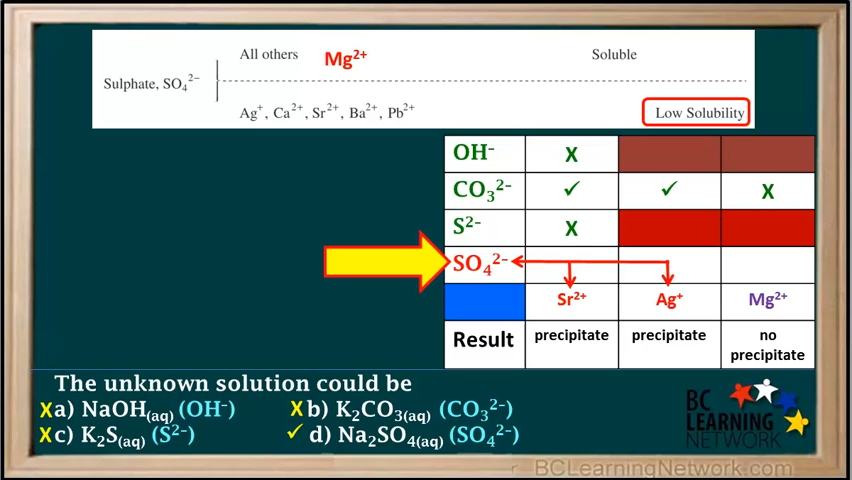 All others Mg²⁺ Soluble
Sulphate, SO₄²⁻
Ag⁺, Ca²⁺, Sr²⁺, Ba²⁺, Pb²⁺ Low Solubility
OH⁻ X
CO₃²⁻ ✓ ✓ X
S²⁻ X
SO₄²⁻
Sr²⁺ Ag⁺ Mg²⁺
Result precipitate precipitate no precipitate
The unknown solution could be
X a) NaOH(aq) (OH⁻) X b) K₂CO₃(aq) (CO₃²⁻)
X c) K₂S(aq) (S²⁻) ✓ d) Na₂SO₄(aq) (SO₄²⁻)
BC
LEARNING
NETWORK
BCLearningNetwork.com